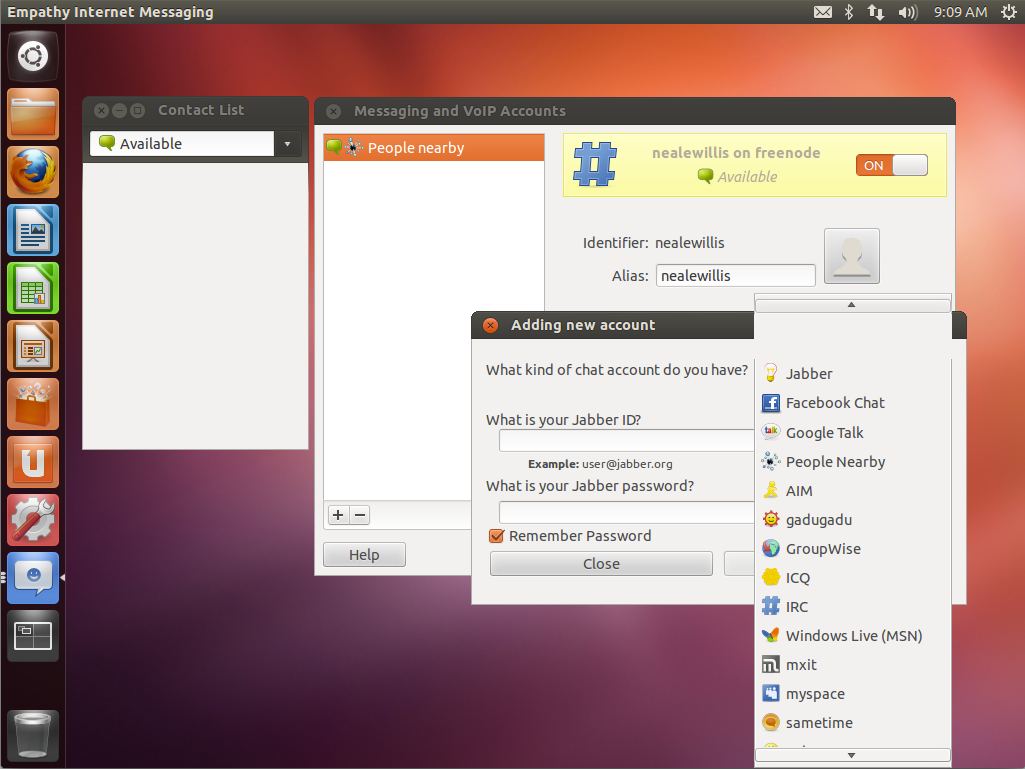 Empathy Internet Messaging
9:09 AM
Contact List
Available
Messaging and VoIP Accounts
People nearby
nealewillis on freenode
Available
ON
Identifier: nealewillis
Alias: nealewillis
Adding new account
What kind of chat account do you have?
What is your Jabber ID?
Example: user@jabber.org
What is your Jabber password?
Remember Password
Close
Help
Jabber
Facebook Chat
Google Talk
People Nearby
AIM
gadugadu
GroupWise
ICQ
IRC
Windows Live (MSN)
mxit
myspace
sametime